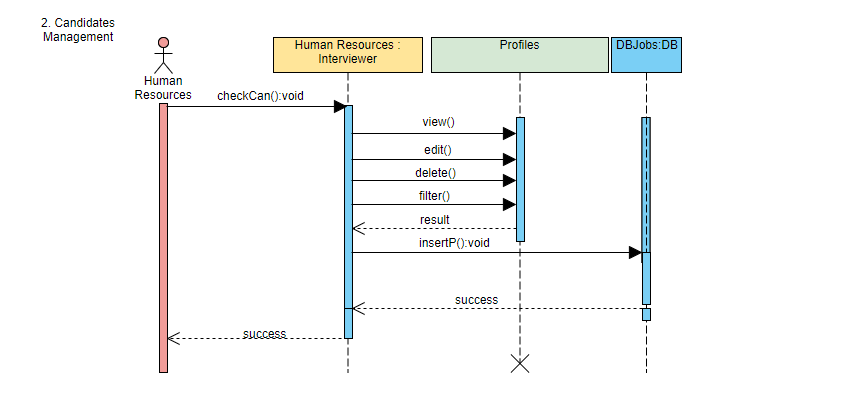 2. Candidates
Management
Human
Resources
Human Resources :
Interviewer
Profiles
DBJobs:DB
checkCan():void
view()
edit()
delete()
filter()
result
insertP():void
success
success